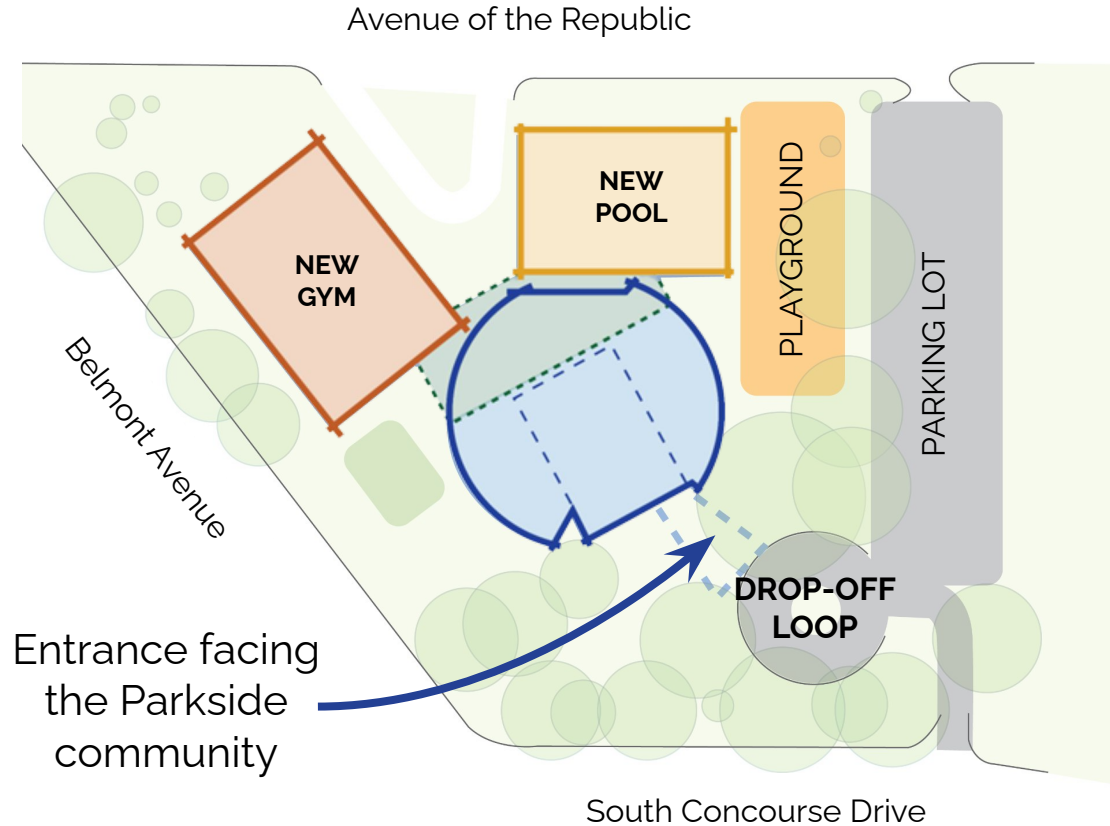 Avenue of the Republic
NEW
POOL
NEW
GYM
PLAYGROUND
PARKING LOT
Belmont Avenue
DROP-OFF
LOOP
Entrance facing
the Parkside
community
South Concourse Drive